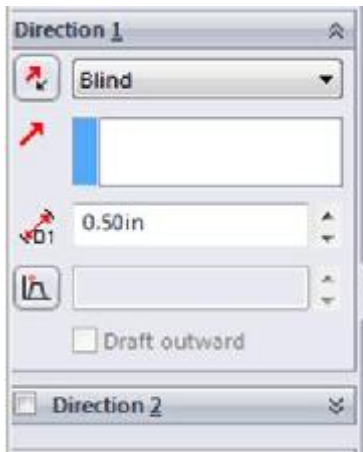 Direction 1
Blind
D1
0.50in
Draft outward
Direction 2